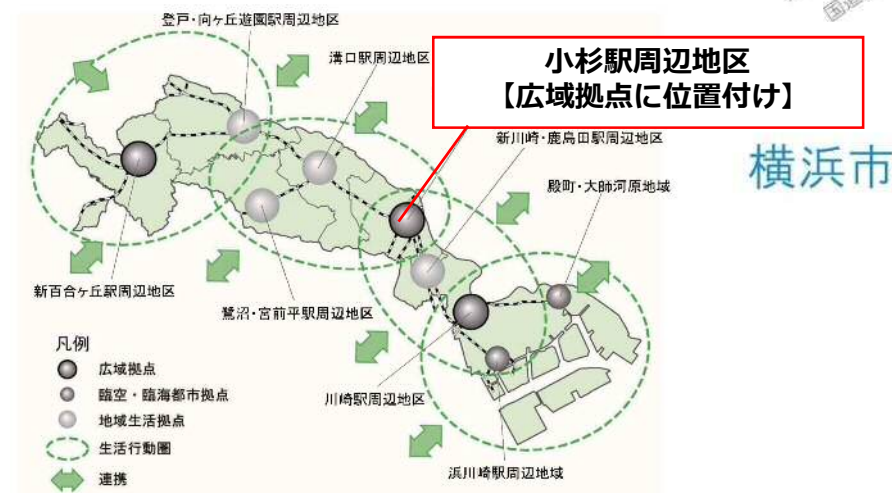 国道
登戸・向ヶ丘遊園駅周辺地区
溝口駅周辺地区
小杉駅周辺地区
【広域拠点に位置付け】
新川崎・鹿島田駅周辺地区
横浜市
殿町・大師河原地域
新百合ヶ丘駅周辺地区
鷺沼・宮前平駅周辺地区
凡例
広域拠点
臨空・臨海都市拠点
地域生活拠点
生活行動圏
連携
川崎駅周辺地区
浜川崎駅周辺地域